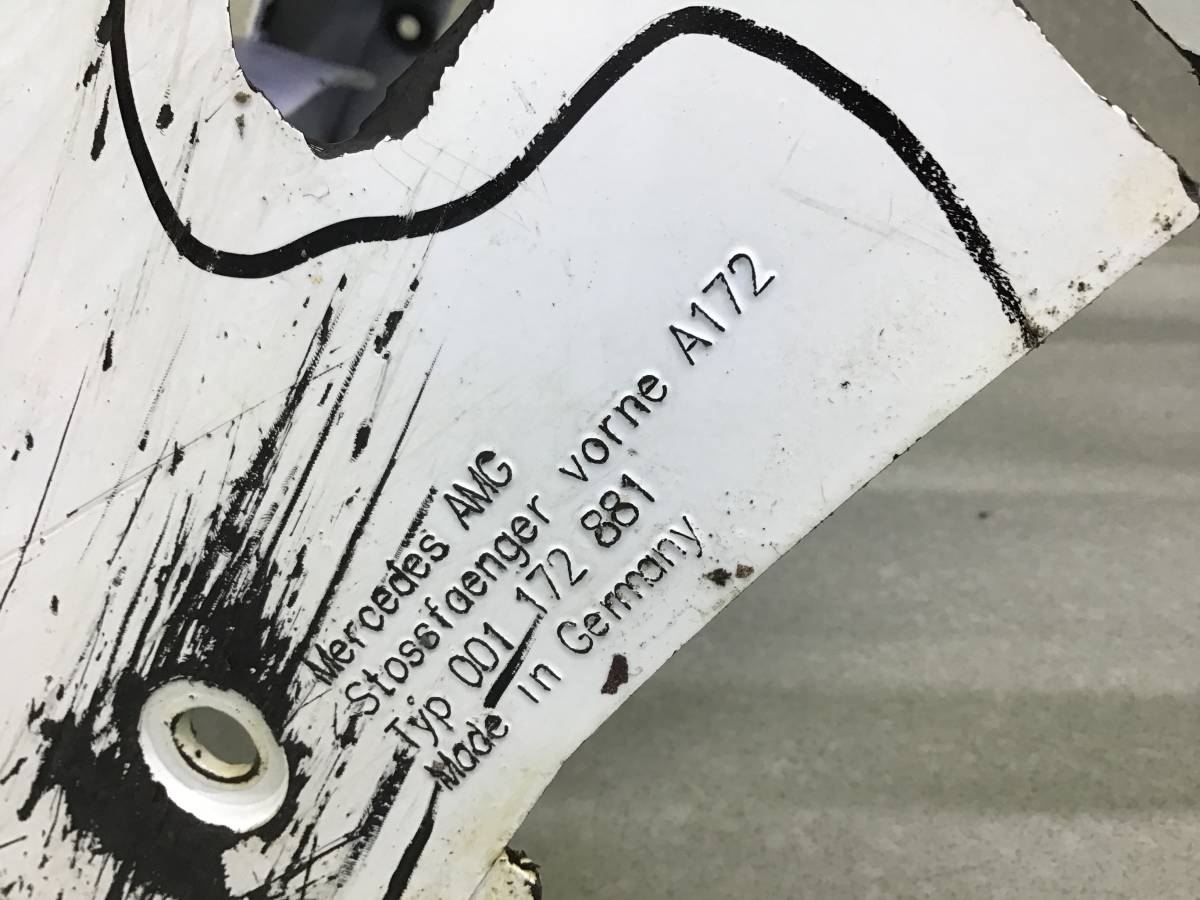 Mercedes AMG
Stossfaenger vorne A172
Typ 001 172 881
Made in Germany